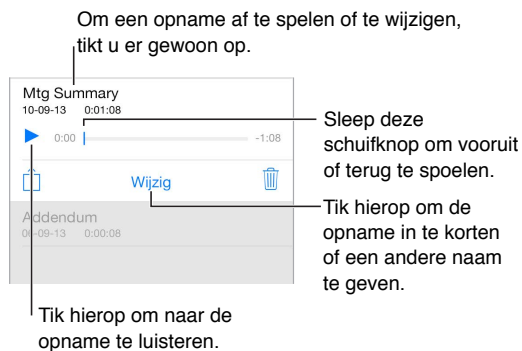 Om een opname af te spelen of te wijzigen,
tikt u er gewoon op.
Mtg Summary
10-09-13 0:01:08
0:00 -1:08
Sleep deze
schuifknop om vooruit
of terug te spoelen.
Wijzig
Tik hierop om de
opname in te korten
of een andere naam
te geven.
Addendum
06-09-13 0:00:08
Tik hierop om naar de
opname te luisteren.